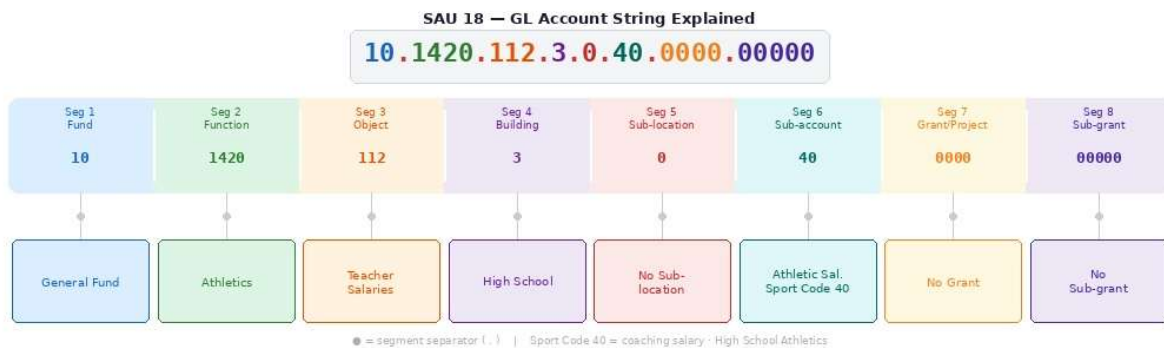 SAU 18 — GL Account String Explained
10.1420.112.3.0.40.0000.00000
Seg 1
Fund
10
Seg 2
Function
1420
Seg 3
Object
112
Seg 4
Building
3
Seg 5
Sub-location
0
Seg 6
Sub-account
40
Seg 7
Grant/Project
0000
Seg 8
Sub-grant
00000
General Fund
Athletics
Teacher
Salaries
High School
No Sub-
location
Athletic Sal.
Sport Code 40
No Grant
No
Sub-grant
● = segment separator ( . ) | Sport Code 40 = coaching salary · High School Athletics